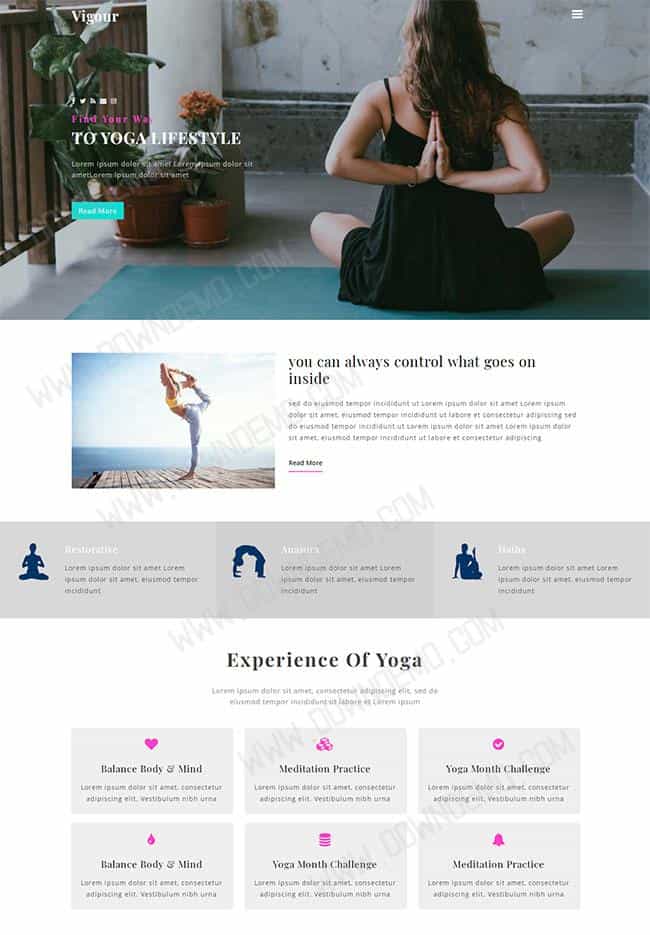 Vigour
Find Your Way
TO YOGA LIFESTYLE
Lorem ipsum dolor sit amet Lorem ipsum dolor sit
ametLorem ipsum dolor sit amet
Read More
you can always control what goes on
inside
sed do eiusmod tempor incididunt ut Lorem ipsum dolor sit amet. Lorem ipsum
dolor sit amet, eiusmod tempor incididunt ut labore et consectetur adipiscing sed
do eiusmod tempor incididunt ut Lorem ipsum dolor sit amet. Lorem ipsum dolor
sit amet, eiusmod tempor incididunt ut labore et consectetur adipiscing
Read More
Restorative
Lorem ipsum dolor sit amet Lorem
ipsum dolor sit amet, eiusmod tempor
incididunt
Anusara
Lorem ipsum dolor sit amet Lorem
ipsum dolor sit amet, eiusmod tempor
incididunt
Hatha
Lorem ipsum dolor sit amet Lorem
ipsum dolor sit amet, eiusmod tempor
incididunt
Experience Of Yoga
Lorem ipsum dolor sit amet, consectetur adipiscing elit, sed do
eiusmod tempor incididunt ut labore et Lorem ipsum
Balance Body & Mind
Lorem ipsum dolor sit amet, consectetur
adipiscing elit. Vestibulum nibh urna
Meditation Practice
Lorem ipsum dolor sit amet, consectetur
adipiscing elit. Vestibulum nibh urna
Yoga Month Challenge
Lorem ipsum dolor sit amet, consectetur
adipiscing elit. Vestibulum nibh urna
Balance Body & Mind
Lorem ipsum dolor sit amet, consectetur
adipiscing elit. Vestibulum nibh urna
Yoga Month Challenge
Lorem ipsum dolor sit amet, consectetur
adipiscing elit. Vestibulum nibh urna
Meditation Practice
Lorem ipsum dolor sit amet, consectetur
adipiscing elit. Vestibulum nibh urna
WWW.DOWNDEMO.COM
WWW.DOWNDEMO.COM
WWW.DOWNDEMO.COM
WWW.DOWNDEMO.COM